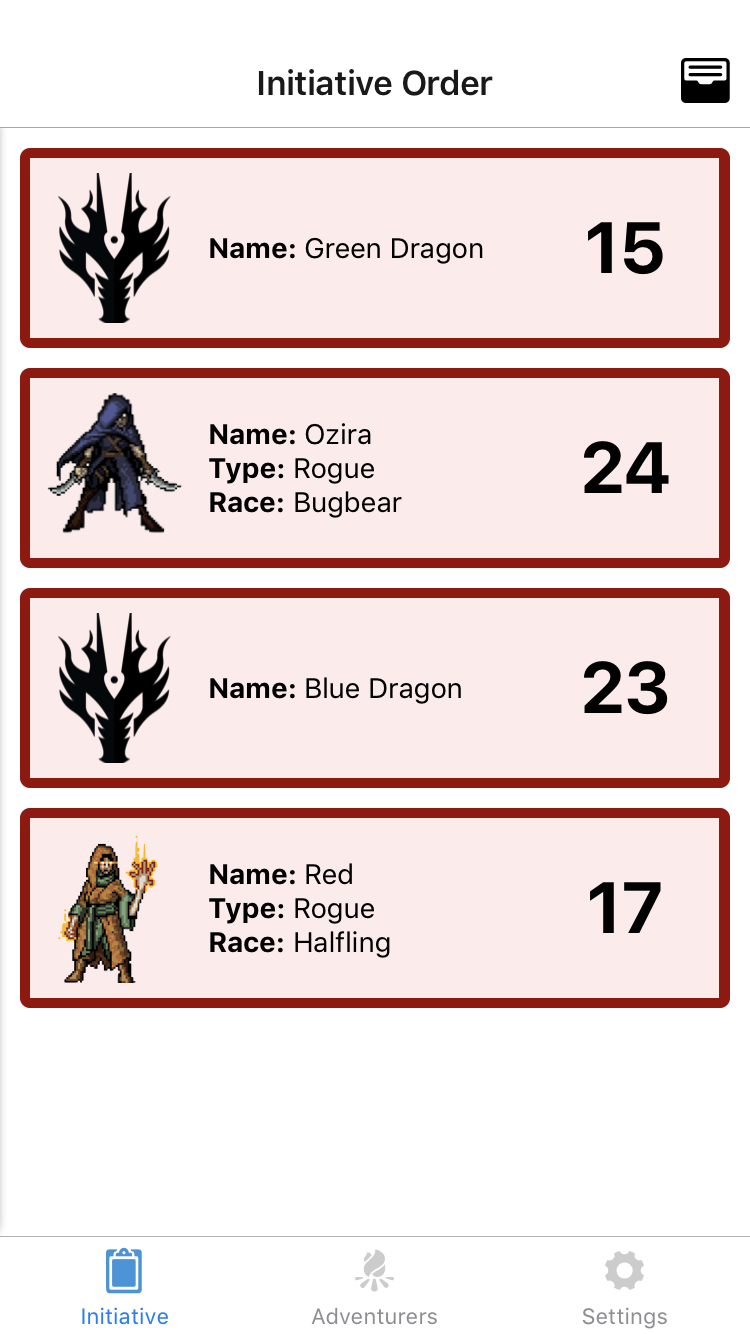 Initiative Order
Name: Green Dragon
15
Name: Ozira
Type: Rogue
Race: Bugbear
24
Name: Blue Dragon
23
Name: Red
Type: Rogue
Race: Halfling
17
Initiative
Adventurers
Settings